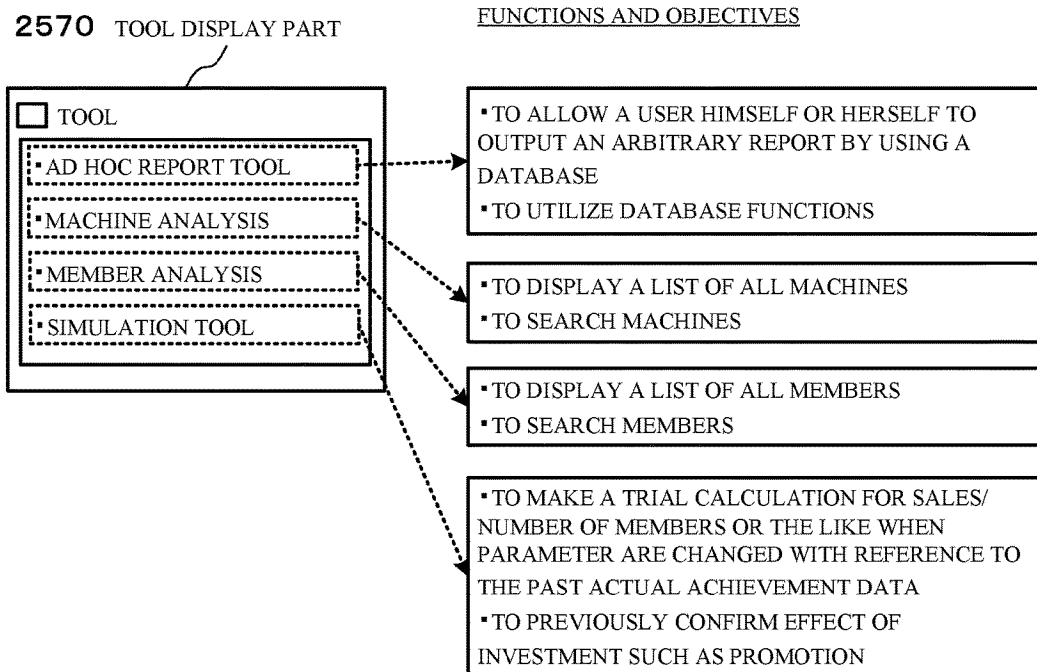 2570 TOOL DISPLAY PART
FUNCTIONS AND OBJECTIVES
TOOL
▪AD HOC REPORT TOOL
▪MACHINE ANALYSIS
▪MEMBER ANALYSIS
▪SIMULATION TOOL
▪TO ALLOW A USER HIMSELF OR HERSELF TO
OUTPUT AN ARBITRARY REPORT BY USING A
DATABASE
▪TO UTILIZE DATABASE FUNCTIONS
▪TO DISPLAY A LIST OF ALL MACHINES
▪TO SEARCH MACHINES
▪TO DISPLAY A LIST OF ALL MEMBERS
▪TO SEARCH MEMBERS
▪TO MAKE A TRIAL CALCULATION FOR SALES/
NUMBER OF MEMBERS OR THE LIKE WHEN
PARAMETER ARE CHANGED WITH REFERENCE TO
THE PAST ACTUAL ACHIEVEMENT DATA
▪TO PREVIOUSLY CONFIRM EFFECT OF
INVESTMENT SUCH AS PROMOTION